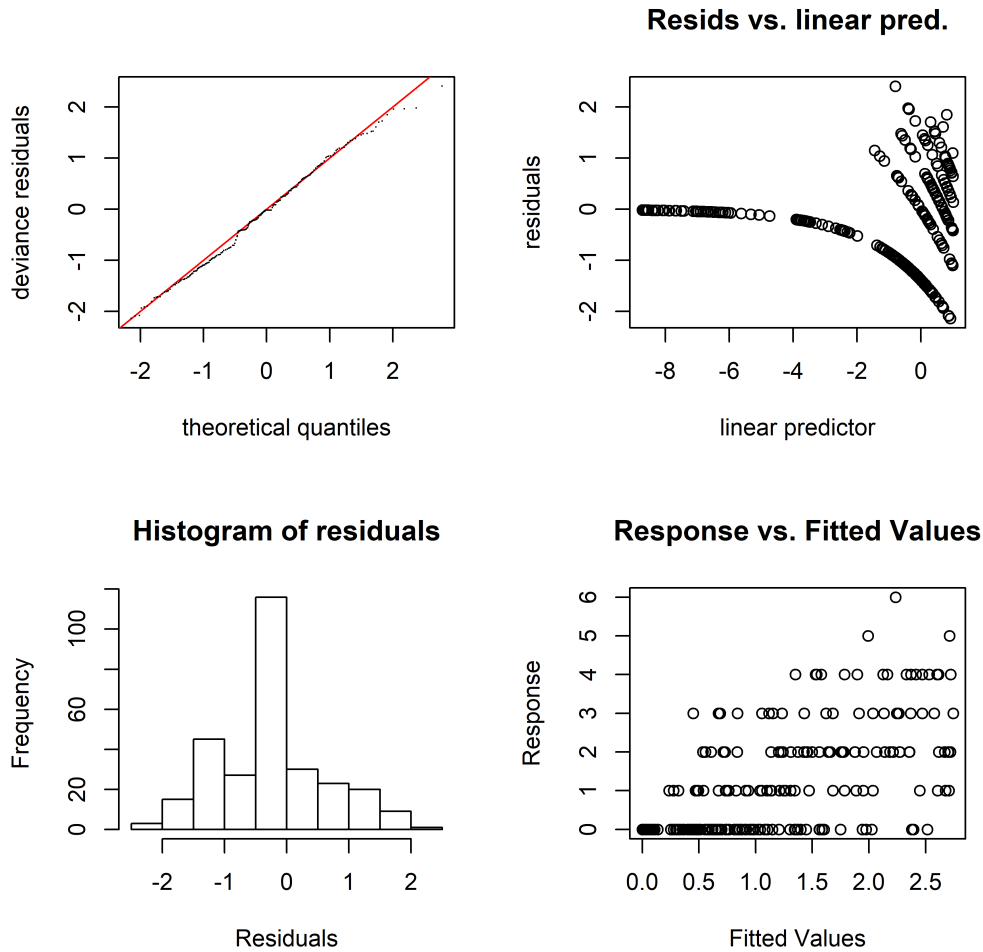 Resids vs. linear pred.
deviance residuals
2
1
0
-1
-2
-2 -1 0 1 2
theoretical quantiles
residuals
2
1
0
-1
-2
-8 -6 -4 -2 0
linear predictor
Histogram of residuals
Frequency
100
60
20
0
-2 -1 0 1 2
Residuals
Response vs. Fitted Values
Response
6
5
4
3
2
1
0
0.0 0.5 1.0 1.5 2.0 2.5
Fitted Values